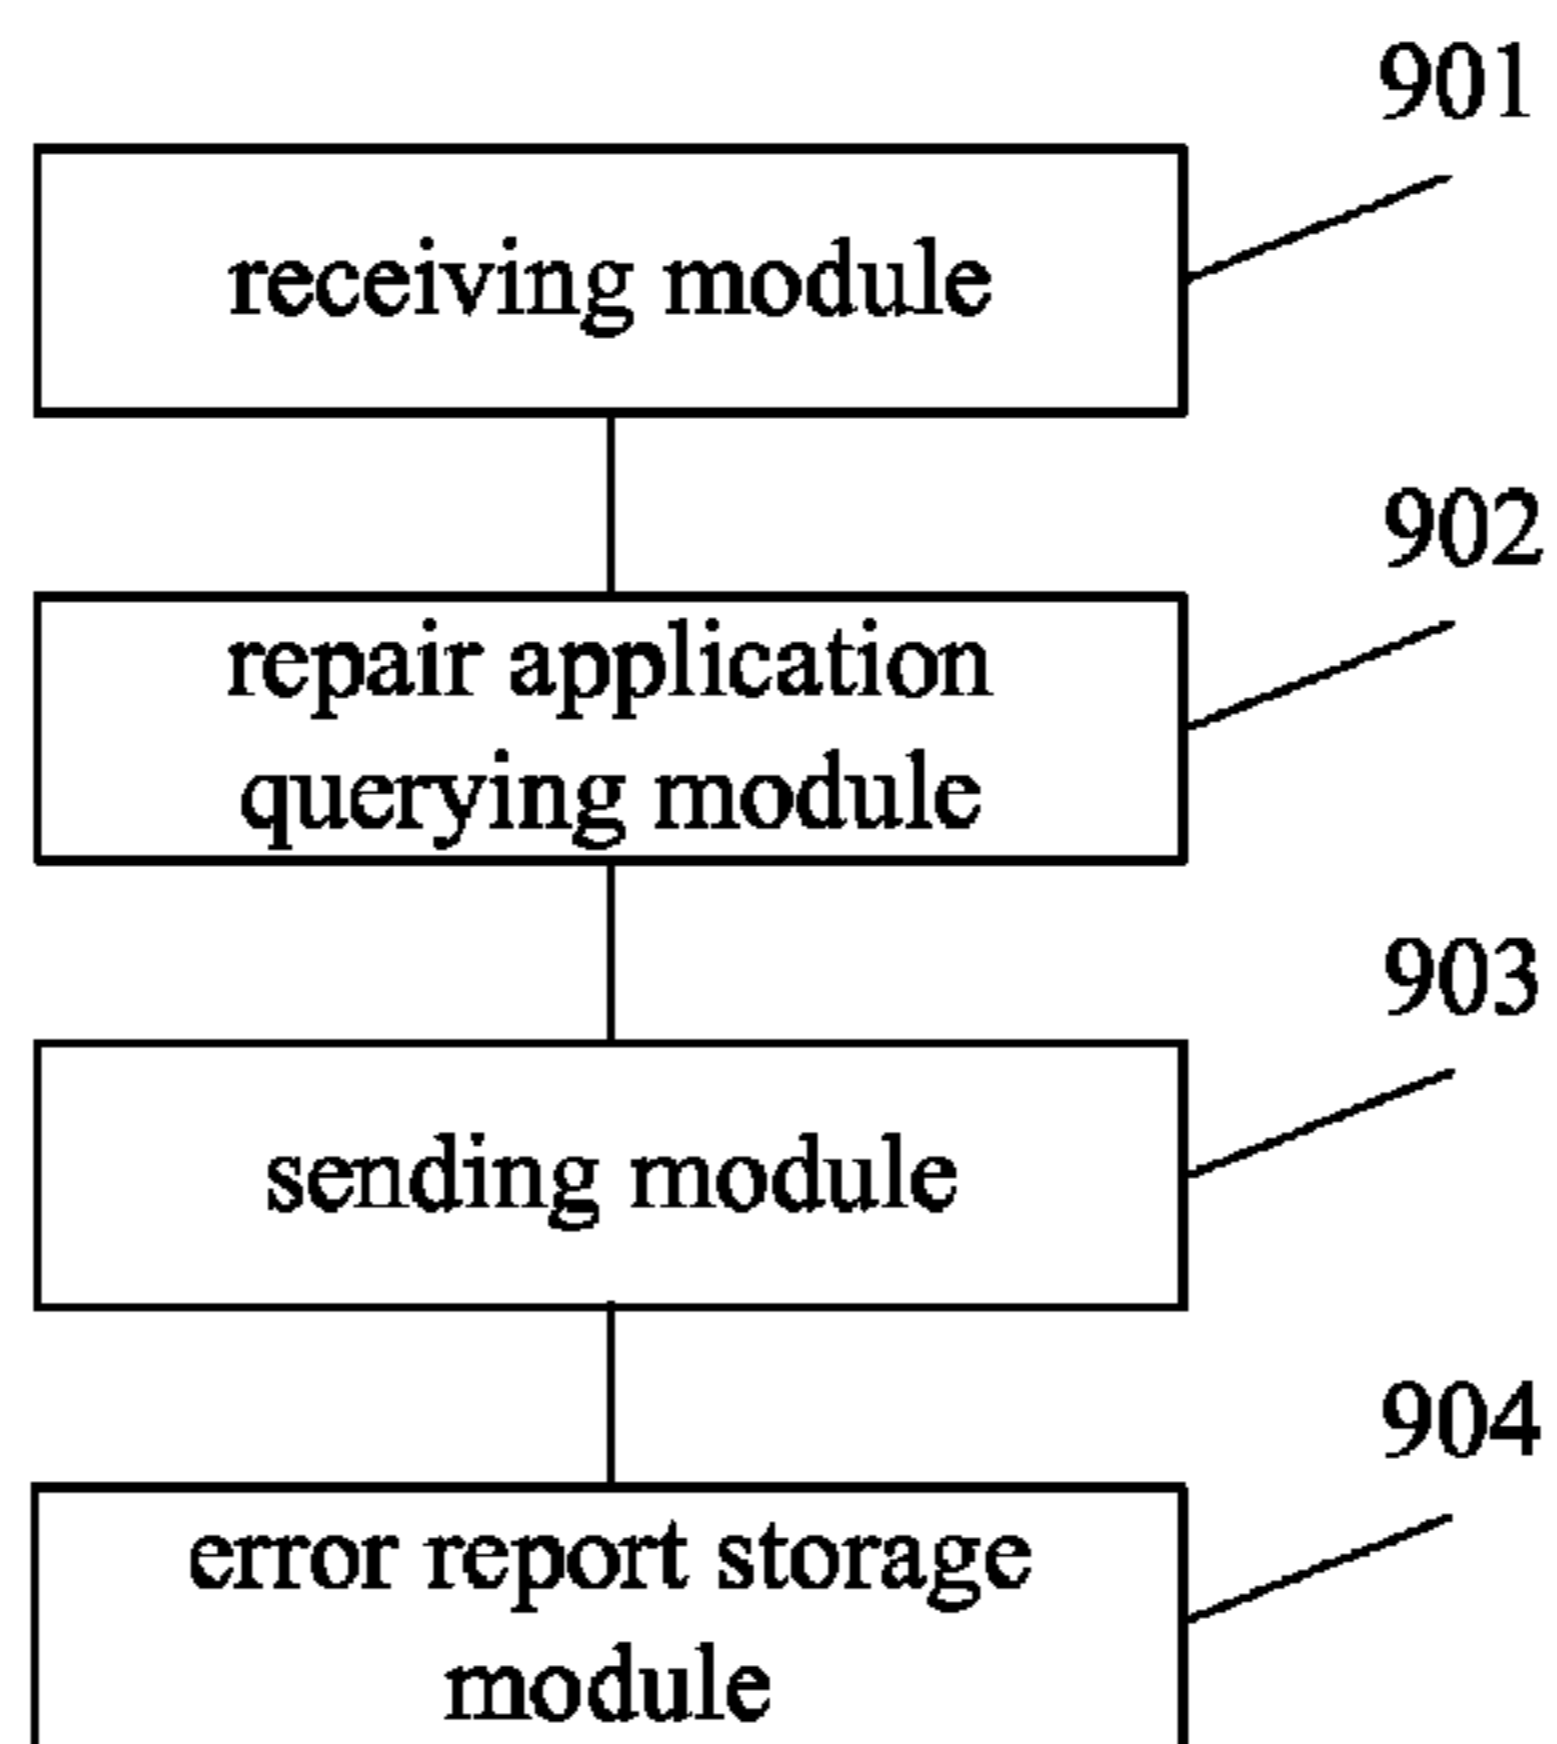 901
receiving module
902
repair application
querying module
903
sending module
904
error report storage
module